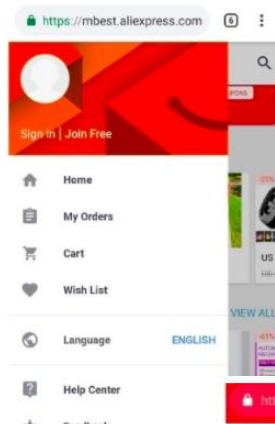 https://mbest.aliexpress.com
6
Sign in | Join Free
Home
My Orders
Cart
Wish List
Language ENGLISH
Help Center
US
VIEW ALL